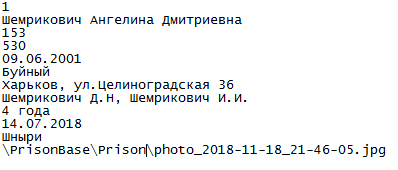 1
Шемрикович Ангелина Дмитриевна
153
530
09.06.2001
Буйный
Харьков, ул.Целиноградская 36
Шемрикович Д.Н, Шемрикович И.И.
4 года
14.07.2018
Шныри
\PrisonBase\Prison\photo_2018-11-18_21-46-05.jpg